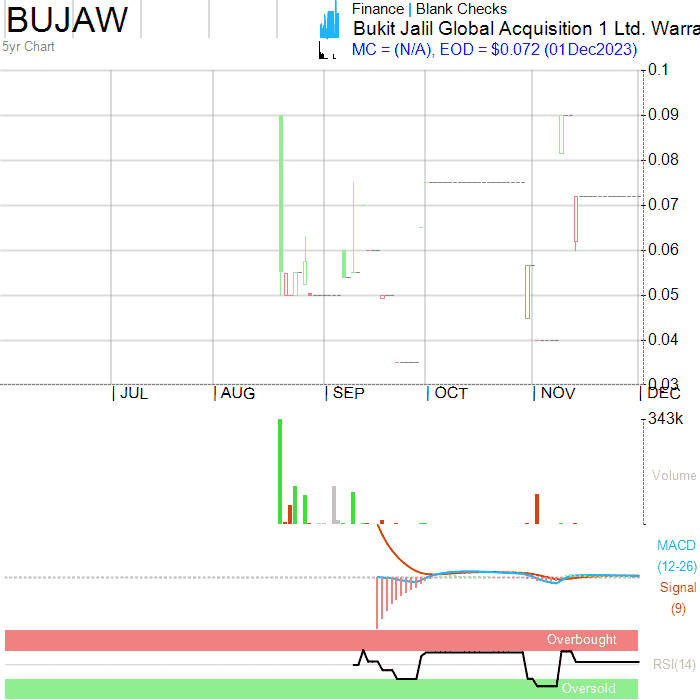 BUJAW
Finance | Blank Checks
Bukit Jalil Global Acquisition 1 Ltd. Warra
5yr Chart
MC = (N/A), EOD = $0.072 (01Dec2023)
0.1
0.09
0.08
0.07
0.06
0.05
0.04
0.03
JUL AUG SEP OCT NOV DEC
343k
Volume
MACD
(12-26)
Signal
(9)
Overbought
RSI(14)
Oversold